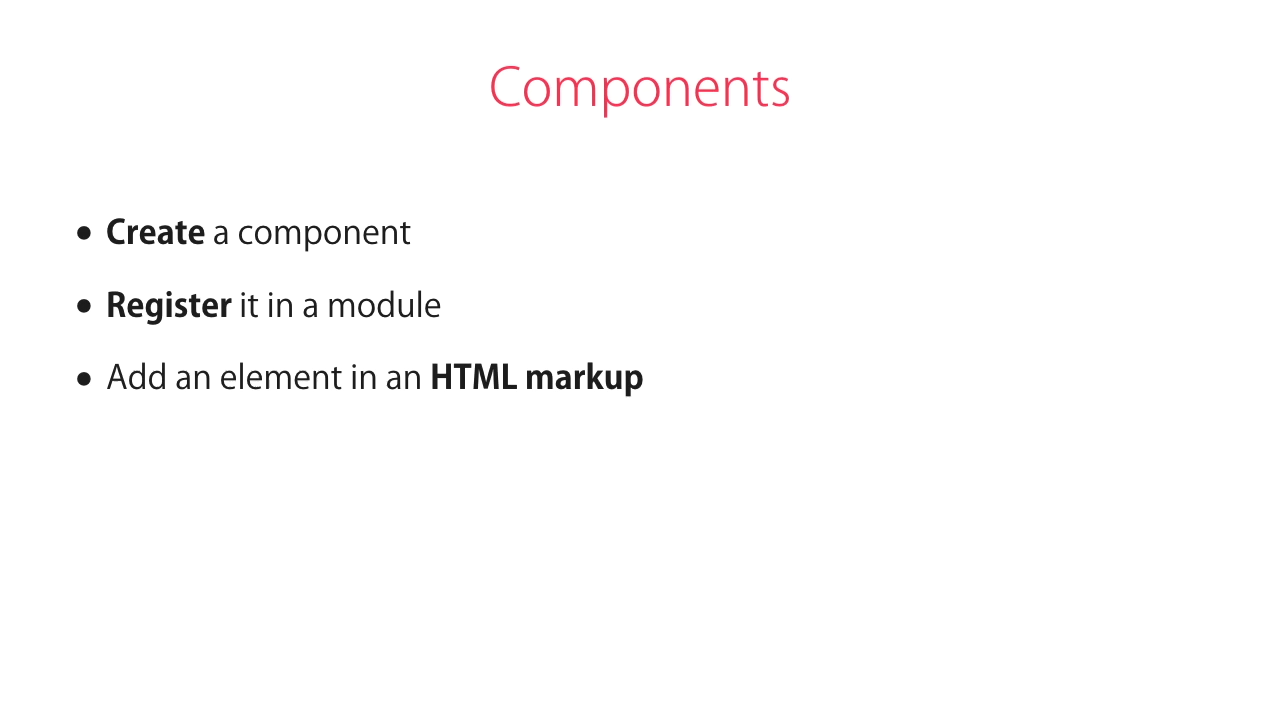 Components
• Create a component
• Register it in a module
• Add an element in an HTML markup